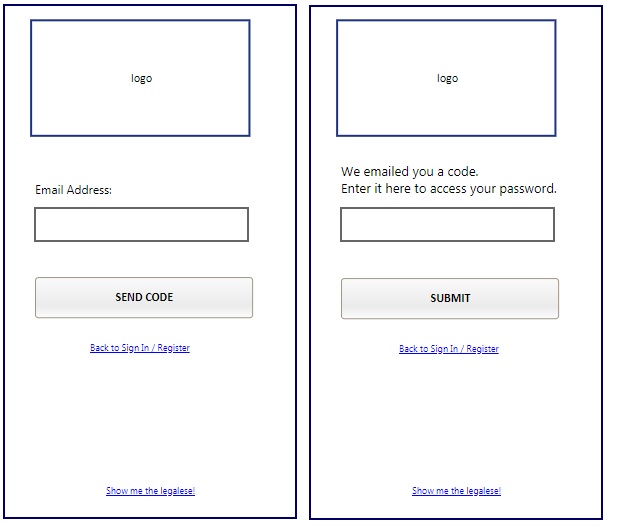 logo
Email Address:
SEND CODE
Back to Sign In / Register
Show me the legalese!
logo
We emailed you a code.
Enter it here to access your password.
SUBMIT
Back to Sign In / Register
Show me the legalese!